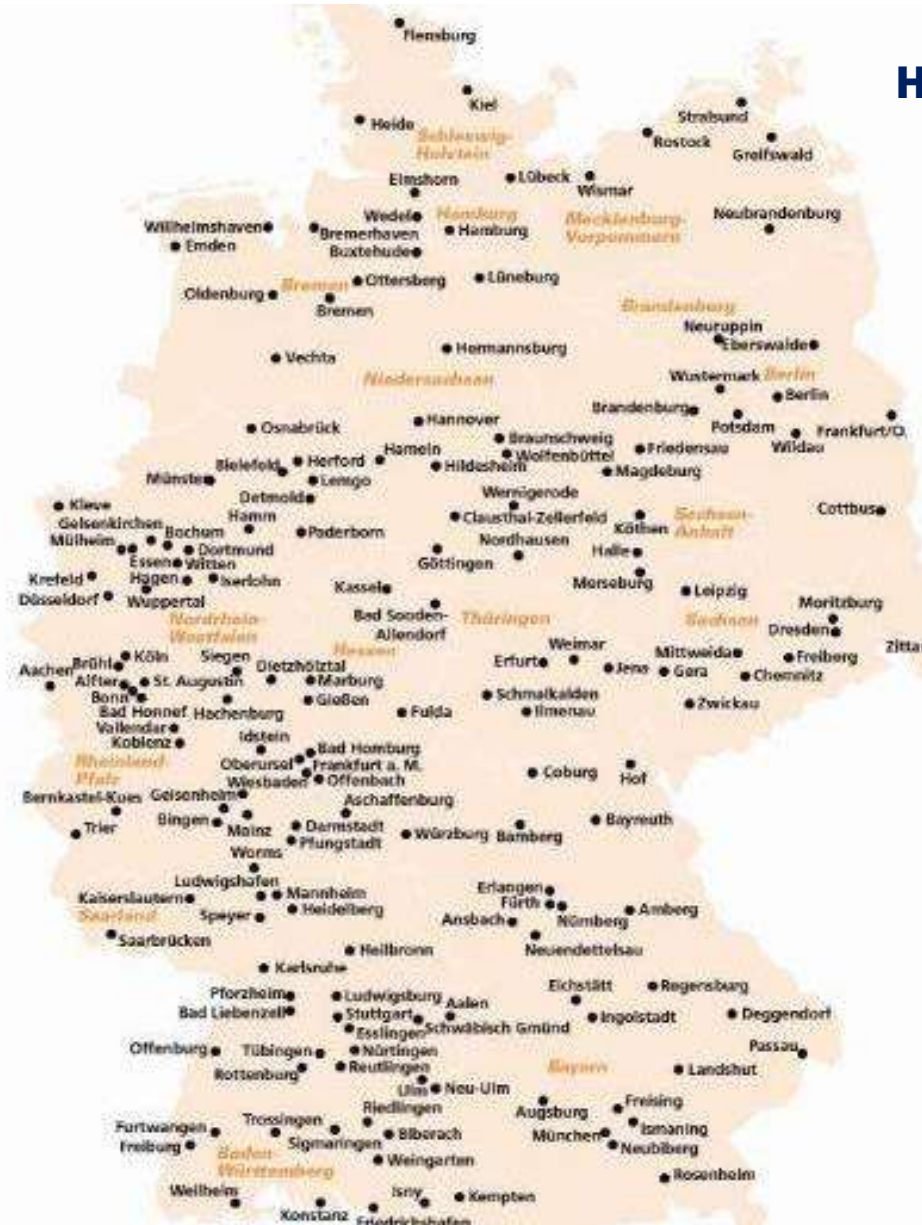 Flensburg
H
Kiel
Stralsund
Heide
Schleswig-
Holstein
Rostock
Greifswald
Elmshorn
Lübeck
Wismar
Wedel
Hamburg
Mecklenburg-
Vorpommern
Neubrandenburg
Willhelmshaven
Bremerhaven
Hamburg
Emden
Buxtehude
Ottersberg
Lüneburg
Bremen
Oldenburg
Bremen
Brandenburg
Neuruppin
Eberswalde
Hermannsburg
Vechta
Niedersachsen
Wustermark
Berlin
Berlin
Brandenburg
Potsdam
Frankfurt/O.
Wildau
Hannover
Osnabrück
Braunschweig
Wolfenbüttel
Friedensau
Hameln
Bielefeld
Herford
Hildesheim
Magdeburg
Münster
Lemgo
Detmold
Wernigerode
Kleve
Clausthal-Zellerfeld
Köthen
Sachsen-
Anhalt
Cottbus
Gelsenkirchen
Bochum
Hamm
Paderborn
Mülheim
Dortmund
Nordhausen
Halle
Essen
Witten
Göttingen
Merseburg
Krefeld
Hagen
Iserlohn
Kassel
Leipzig
Düsseldorf
Wuppertal
Bad Sooden-
Allendorf
Moritzburg
Nordrhein-
Westfalen
Thüringen
Sachsen
Dresden
Hessen
Weimar
Zitta
Köln
Siegen
Erfurt
Mittweida
Freiberg
Brühl
Dietzhölztal
Jena
Gera
Chemnitz
Aachen
Alfter
St. Augustin
Marburg
Bonn
Gießen
Schmalkalden
Zwickau
Bad Honnef
Hachenburg
Fulda
Ilmenau
Vallendar
Koblenz
Idstein
Bad Homburg
Oberursel
Frankfurt a. M.
Rheinland-
Pfalz
Wiesbaden
Offenbach
Coburg
Hof
Bernkastel-Kues
Geisenheim
Aschaffenburg
Trier
Bingen
Mainz
Darmstadt
Würzburg
Bamberg
Bayreuth
Pfungstadt
Worms
Ludwigshafen
Kaiserslautern
Mannheim
Erlangen
Saarland
Speyer
Heidelberg
Fürth
Nürnberg
Amberg
Ansbach
Saarbrücken
Heilbronn
Neuendettelsau
Karlsruhe
Pforzheim
Ludwigsburg
Eichstätt
Regensburg
Bad Liebenzell
Stuttgart
Aalen
Ingolstadt
Deggendorf
Esslingen
Schwäbisch Gmünd
Offenburg
Tübingen
Nürtingen
Passau
Rottenburg
Reutlingen
Bayern
Landshut
Ulm
Neu-Ulm
Riedlingen
Augsburg
Freising
Furtwangen
Trossingen
Ismaning
Freiburg
Sigmaringen
Biberach
München
Neubiberg
Baden-
Württemberg
Weingarten
Rosenheim
Weilheim
Isny
Kempten
Konstanz
Friedrichshafen